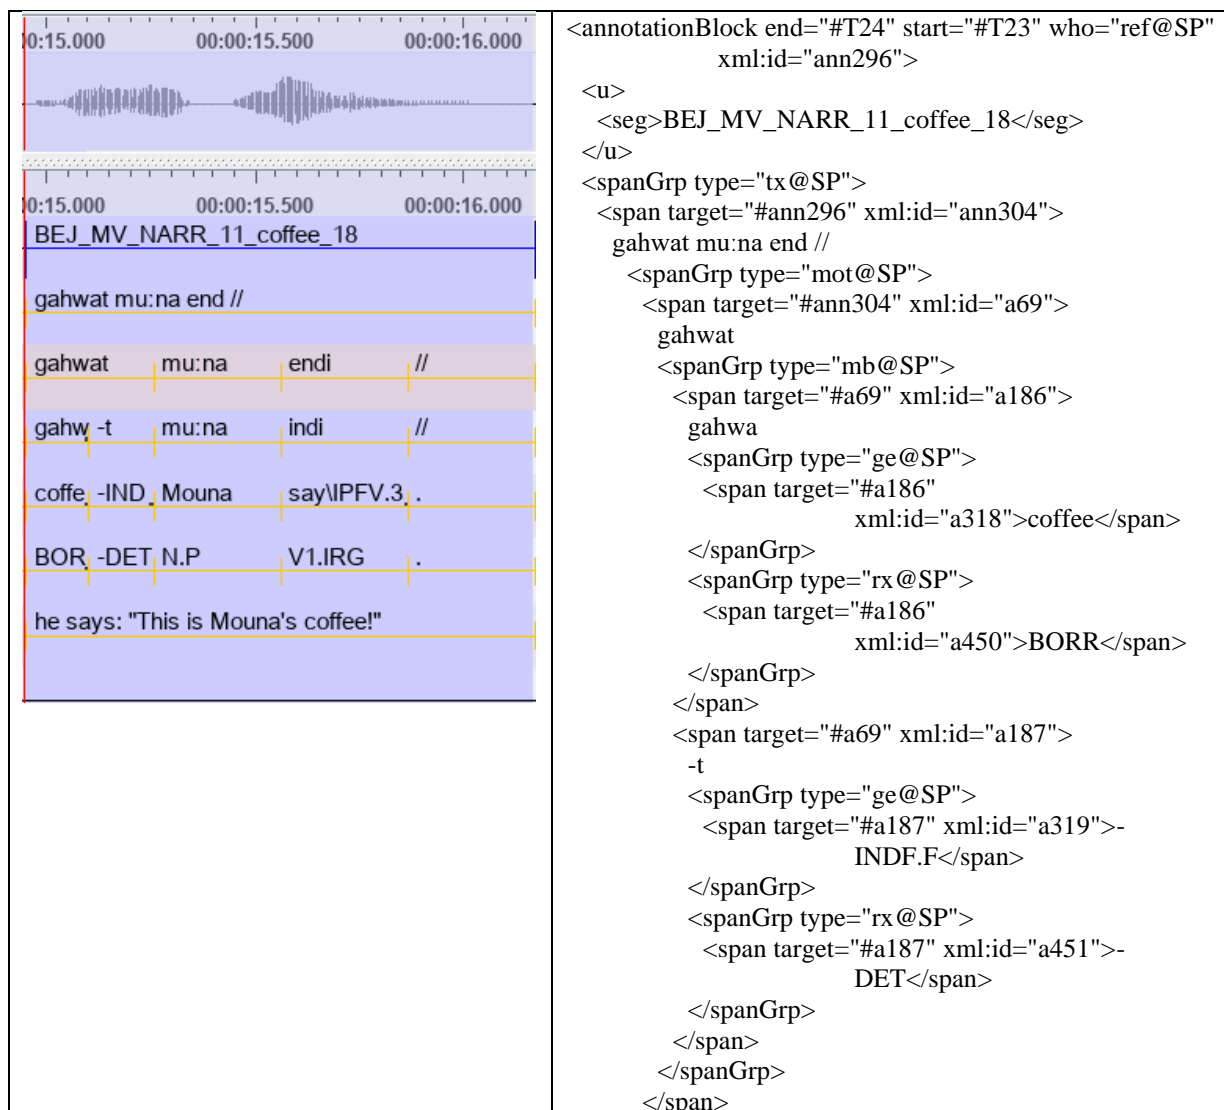 0:15.000 00:00:15.500 00:00:16.000
0:15.000 00:00:15.500 00:00:16.000
BEJ_MV_NARR_11_coffee_18
gahwat mu:na end //
gahwat mu:na endi //
gahw -t mu:na indi //
coffe -IND Mouna say\IPFV.3 .
BOR -DET N.P V1.IRG .
he says: "This is Mouna's coffee!"
<annotationBlock end="#T24" start="#T23" who="ref@SP"
xml:id="ann296">
<u>
<seg>BEJ_MV_NARR_11_coffee_18</seg>
</u>
<spanGrp type="tx@SP">
<span target="#ann296" xml:id="ann304">
gahwat mu:na end //
<spanGrp type="mot@SP">
<span target="#ann304" xml:id="a69">
gahwat
<spanGrp type="mb@SP">
<span target="#a69" xml:id="a186">
gahwa
<spanGrp type="ge@SP">
<span target="#a186"
xml:id="a318">coffee</span>
</spanGrp>
<spanGrp type="rx@SP">
<span target="#a186"
xml:id="a450">BORR</span>
</spanGrp>
</span>
<span target="#a69" xml:id="a187">
-t
<spanGrp type="ge@SP">
<span target="#a187" xml:id="a319">-
INDF.F</span>
</spanGrp>
<spanGrp type="rx@SP">
<span target="#a187" xml:id="a451">-
DET</span>
</spanGrp>
</span>
</spanGrp>
</span>